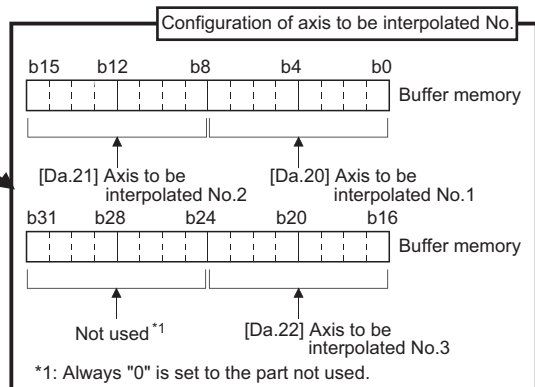 Configuration of axis to be interpolated No.
b15 b12 b8 b4 b0
Buffer memory
[Da.21] Axis to be interpolated No.2
[Da.20] Axis to be interpolated No.1
b31 b28 b24 b20 b16
Buffer memory
Not used *1
[Da.22] Axis to be interpolated No.3
*1: Always "0" is set to the part not used.